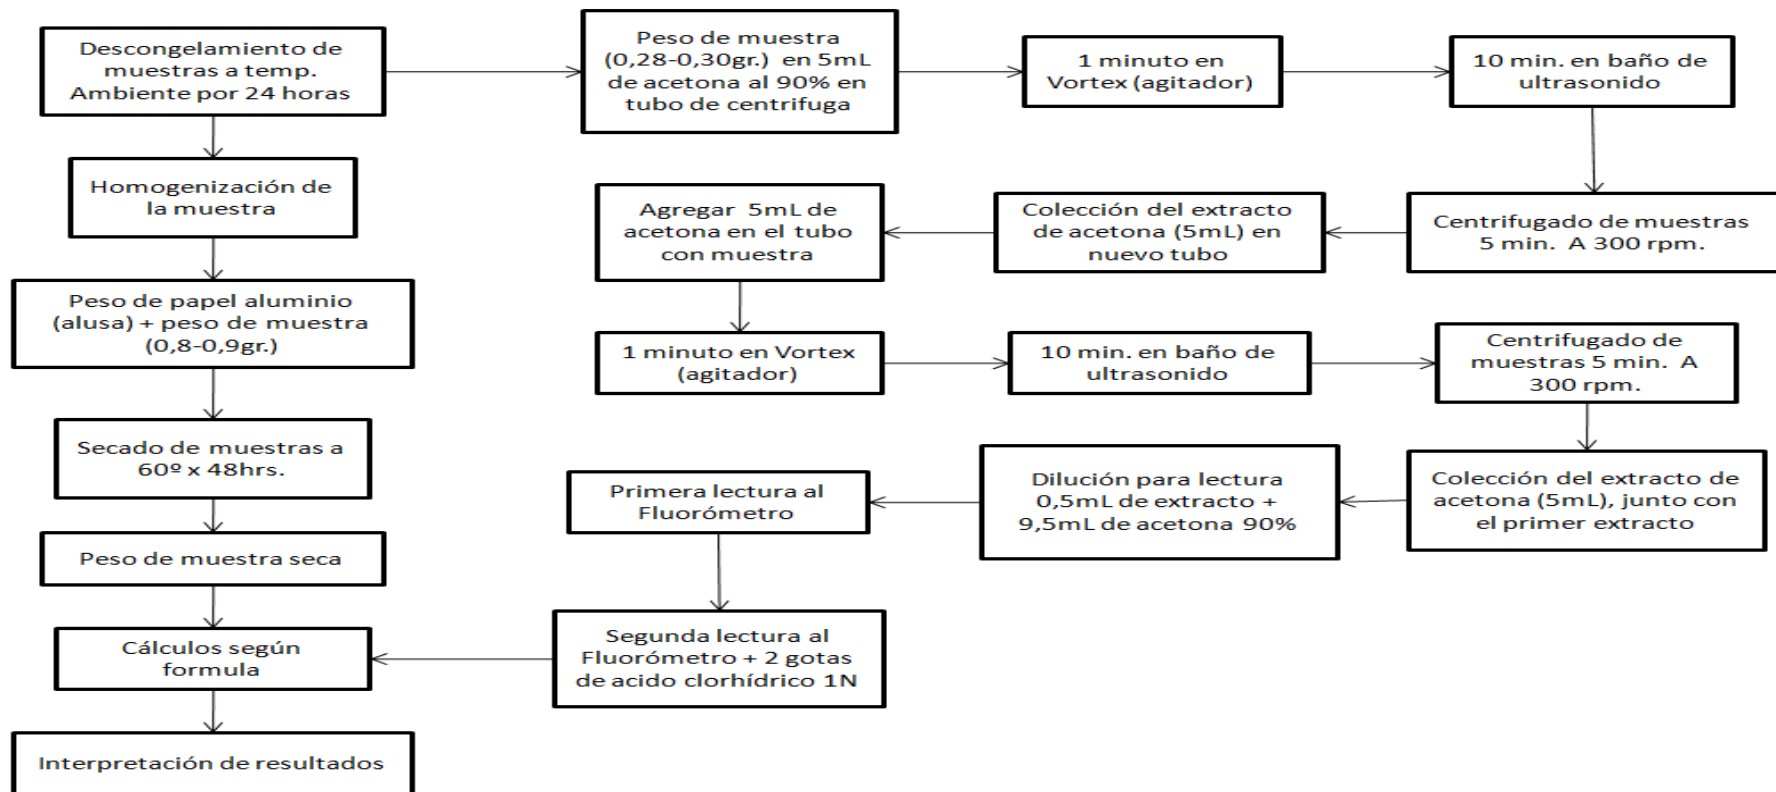 Descongelamiento de
muestras a temp.
Ambiente por 24 horas
Peso de muestra
(0,28-0,30gr.) en 5mL
de acetona al 90% en
tubo de centrifuga
1 minuto en
Vortex (agitador)
10 min. en baño de
ultrasonido
Homogenización de
la muestra
Agregar 5mL de
acetona en el tubo
con muestra
Colección del extracto
de acetona (5mL) en
nuevo tubo
Centrifugado de muestras
5 min. A 300 rpm.
Peso de papel aluminio
(alusa) + peso de muestra
(0,8-0,9gr.)
1 minuto en Vortex
(agitador)
10 min. en baño de
ultrasonido
Centrifugado de
muestras 5 min. A
300 rpm.
Secado de muestras a
60º x 48hrs.
Primera lectura al
Fluorómetro
Dilución para lectura
0,5mL de extracto +
9,5mL de acetona 90%
Colección del extracto de
acetona (5mL), junto con
el primer extracto
Peso de muestra seca
Cálculos según
formula
Segunda lectura al
Fluorómetro + 2 gotas
de acido clorhídrico 1N
Interpretación de resultados